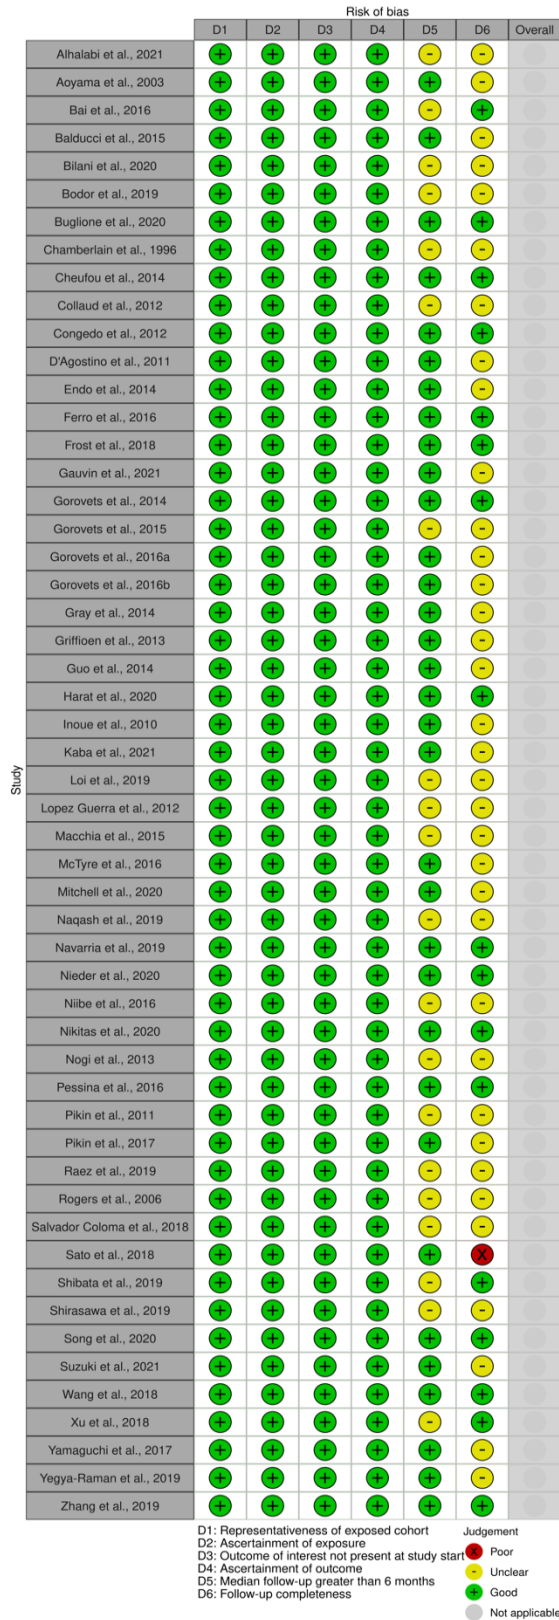 Risk of bias
D1 D2 D3 D4 D5 D6 Overall
Alhalabi et al., 2021 + + + + - -
Aoyama et al., 2003 + + + + + -
Bai et al., 2016 + + + + - +
Balducci et al., 2015 + + + + + -
Bilani et al., 2020 + + + + - -
Bodor et al., 2019 + + + + - -
Buglione et al., 2020 + + + + + +
Chamberlain et al., 1996 + + + + - -
Cheufou et al., 2014 + + + + + +
Collaud et al., 2012 + + + + - -
Congedo et al., 2012 + + + + + +
D'Agostino et al., 2011 + + + + + -
Endo et al., 2014 + + + + + -
Ferro et al., 2016 + + + + + +
Frost et al., 2018 + + + + + +
Gauvin et al., 2021 + + + + + -
Gorovets et al., 2014 + + + + + +
Gorovets et al., 2015 + + + + - -
Gorovets et al., 2016a + + + + + -
Gorovets et al., 2016b + + + + + -
Gray et al., 2014 + + + + + -
Griffioen et al., 2013 + + + + + -
Guo et al., 2014 + + + + + -
Harat et al., 2020 + + + + + +
Inoue et al., 2010 + + + + + -
Kaba et al., 2021 + + + + + -
Study
Loi et al., 2019 + + + + - -
Lopez Guerra et al., 2012 + + + + - -
Macchia et al., 2015 + + + + - -
McTyre et al., 2016 + + + + + -
Mitchell et al., 2020 + + + + + -
Naqash et al., 2019 + + + + - -
Navarria et al., 2019 + + + + + +
Nieder et al., 2020 + + + + + +
Niibe et al., 2016 + + + + - -
Nikitas et al., 2020 + + + + + +
Nogi et al., 2013 + + + + - -
Pessina et al., 2016 + + + + + +
Pikin et al., 2011 + + + + - -
Pikin et al., 2017 + + + + + -
Raez et al., 2019 + + + + - -
Rogers et al., 2006 + + + + - -
Salvador Coloma et al., 2018 + + + + - -
Sato et al., 2018 + + + + + X
Shibata et al., 2019 + + + + - +
Shirasawa et al., 2019 + + + + - -
Song et al., 2020 + + + + + +
Suzuki et al., 2021 + + + + + -
Wang et al., 2018 + + + + + +
Xu et al., 2018 + + + + - +
Yamaguchi et al., 2017 + + + + + -
Yegya-Raman et al., 2019 + + + + + -
Zhang et al., 2019 + + + + + +
D1: Representativeness of exposed cohort
D2: Ascertainment of exposure
D3: Outcome of interest not present at study start
D4: Ascertainment of outcome
D5: Median follow-up greater than 6 months
D6: Follow-up completeness
Judgement
X Poor
- Unclear
+ Good
Not applicable